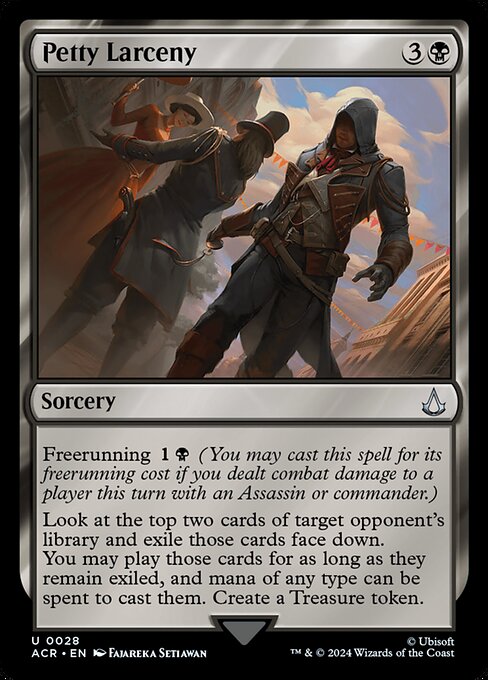 Petty Larceny 3
Sorcery
Freerunning 1 (You may cast this spell for its
freerunning cost if you dealt combat damage to a
player this turn with an Assassin or commander.)
Look at the top two cards of target opponent's
library and exile those cards face down.
You may play those cards for as long as they
remain exiled, and mana of any type can be
spent to cast them. Create a Treasure token.
U 0028
ACR • EN Fajareka Setiawan
© Ubisoft
™ & © 2024 Wizards of the Coast